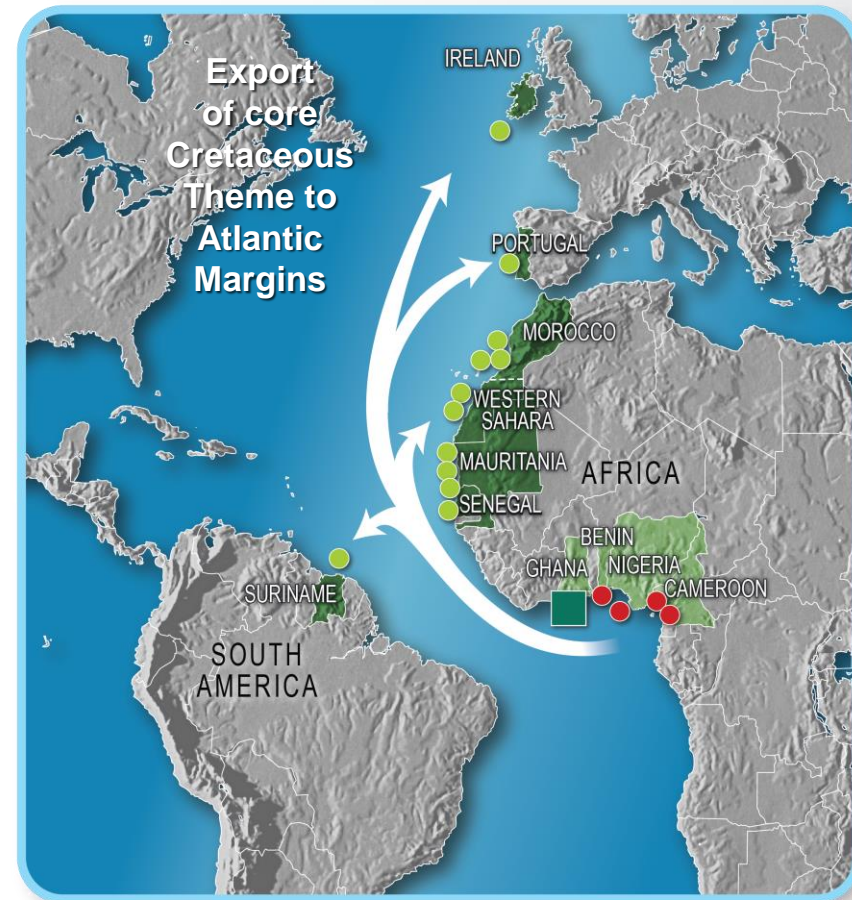 Export
of core
Cretaceous
Theme to
Atlantic
Margins
IRELAND
PORTUGAL
MOROCCO
WESTERN
SAHARA
MAURITANIA
AFRICA
SENEGAL
BENIN
GHANA
NIGERIA
CAMEROON
SURINAME
SOUTH
AMERICA